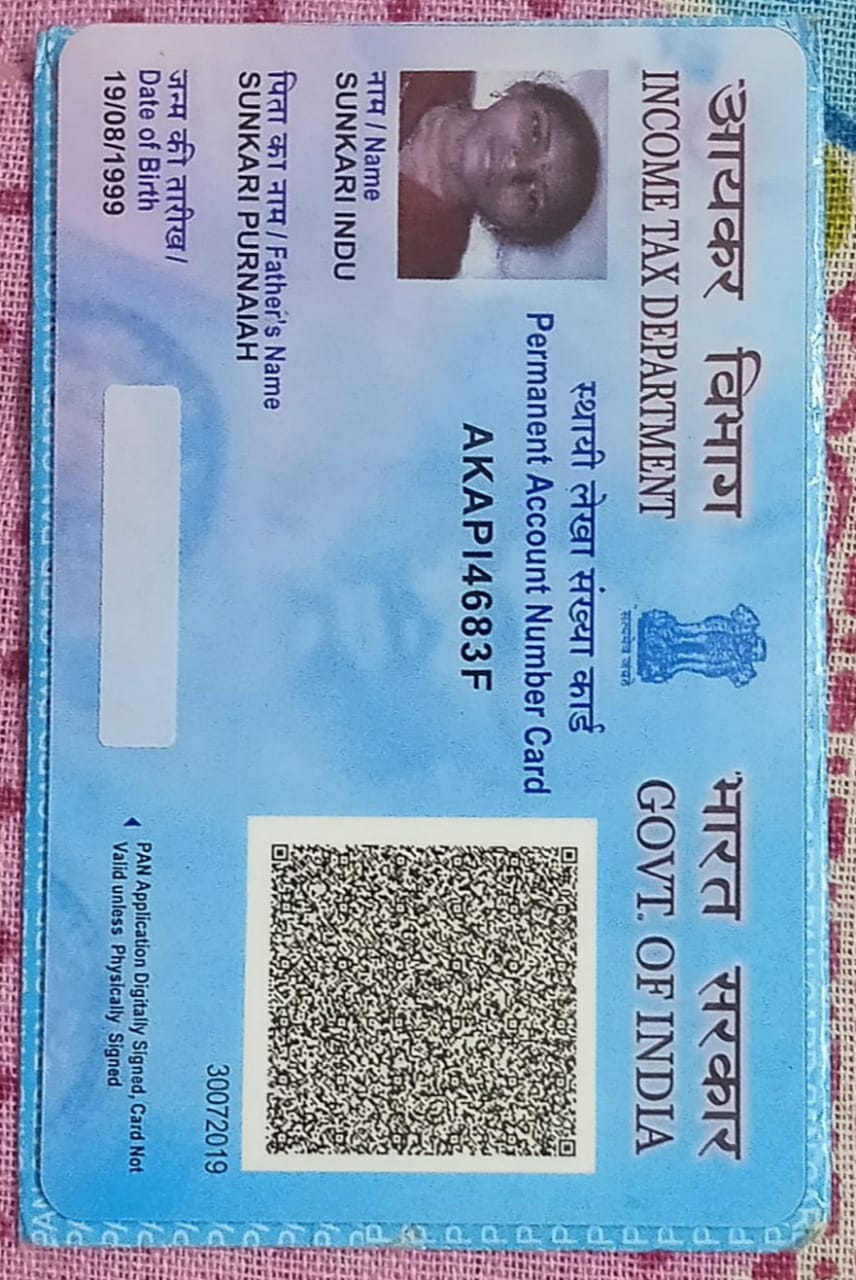 आयकर विभाग
INCOME TAX DEPARTMENT
सत्यमेव जयते
भारत सरकार
GOVT. OF INDIA
स्थायी लेखा संख्या कार्ड
Permanent Account Number Card
AKAPI4683F
नाम / Name
SUNKARI INDU
पिता का नाम / Father's Name
SUNKARI PURNAIAH
जन्म की तारीख /
Date of Birth
19/08/1999
30072019
PAN Application Digitally Signed, Card Not
Valid unless Physically Signed